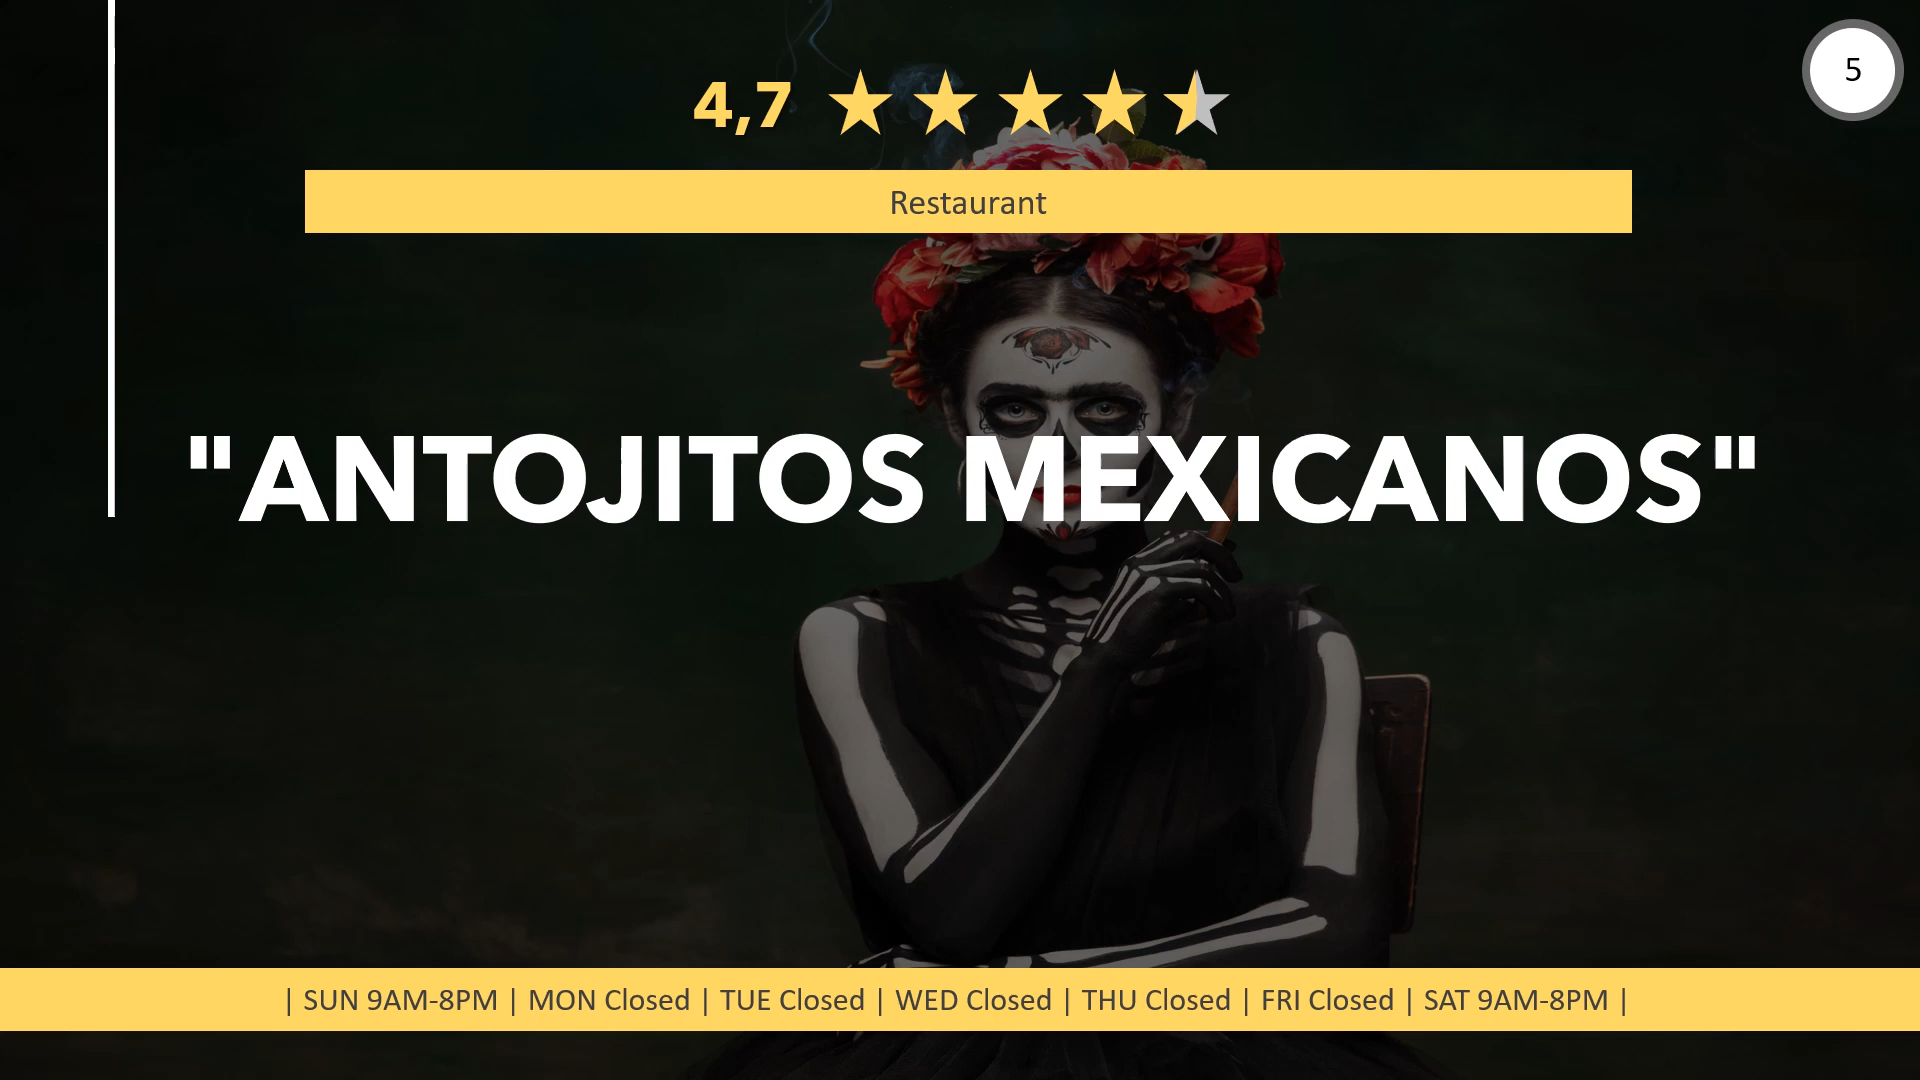 5
4,7
Restaurant
"ANTOJITOS MEXICANOS"
| SUN 9AM-8PM | MON Closed | TUE Closed | WED Closed | THU Closed | FRI Closed | SAT 9AM-8PM |